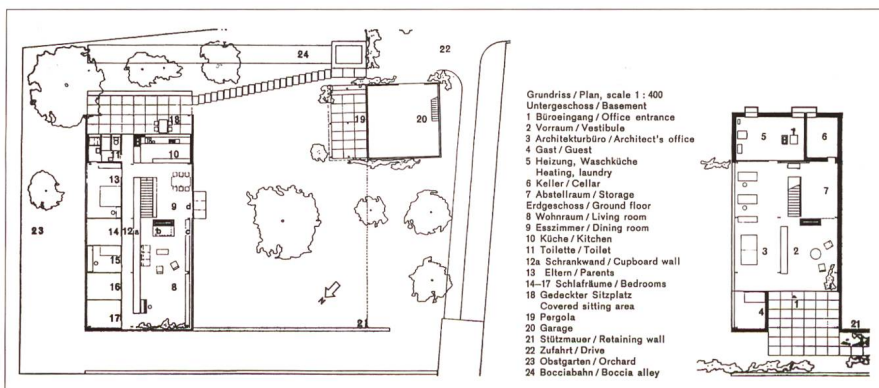 24
22
18
19
20
11
10
13
9
d
23
14
12
a
b
c
15
16
8
17
21
Grundriss / Plan, scale 1 : 400
Untergeschoss / Basement
1 Büroeingang / Office entrance
2 Vorraum / Vestibule
3 Architekturbüro / Architect's office
4 Gast / Guest
5 Heizung, Waschküche
Heating, laundry
6 Keller / Cellar
7 Abstellraum / Storage
Erdgeschoss / Ground floor
8 Wohnraum / Living room
9 Esszimmer / Dining room
10 Küche / Kitchen
11 Toilette / Toilet
12a Schrankwand / Cupboard wall
13 Eltern / Parents
14–17 Schlafräume / Bedrooms
18 Gedeckter Sitzplatz
Covered sitting area
19 Pergola
20 Garage
21 Stützmauer / Retaining wall
22 Zufahrt / Drive
23 Obstgarten / Orchard
24 Bocciabahn / Boccia alley
5
6
7
3
2
4
1
21